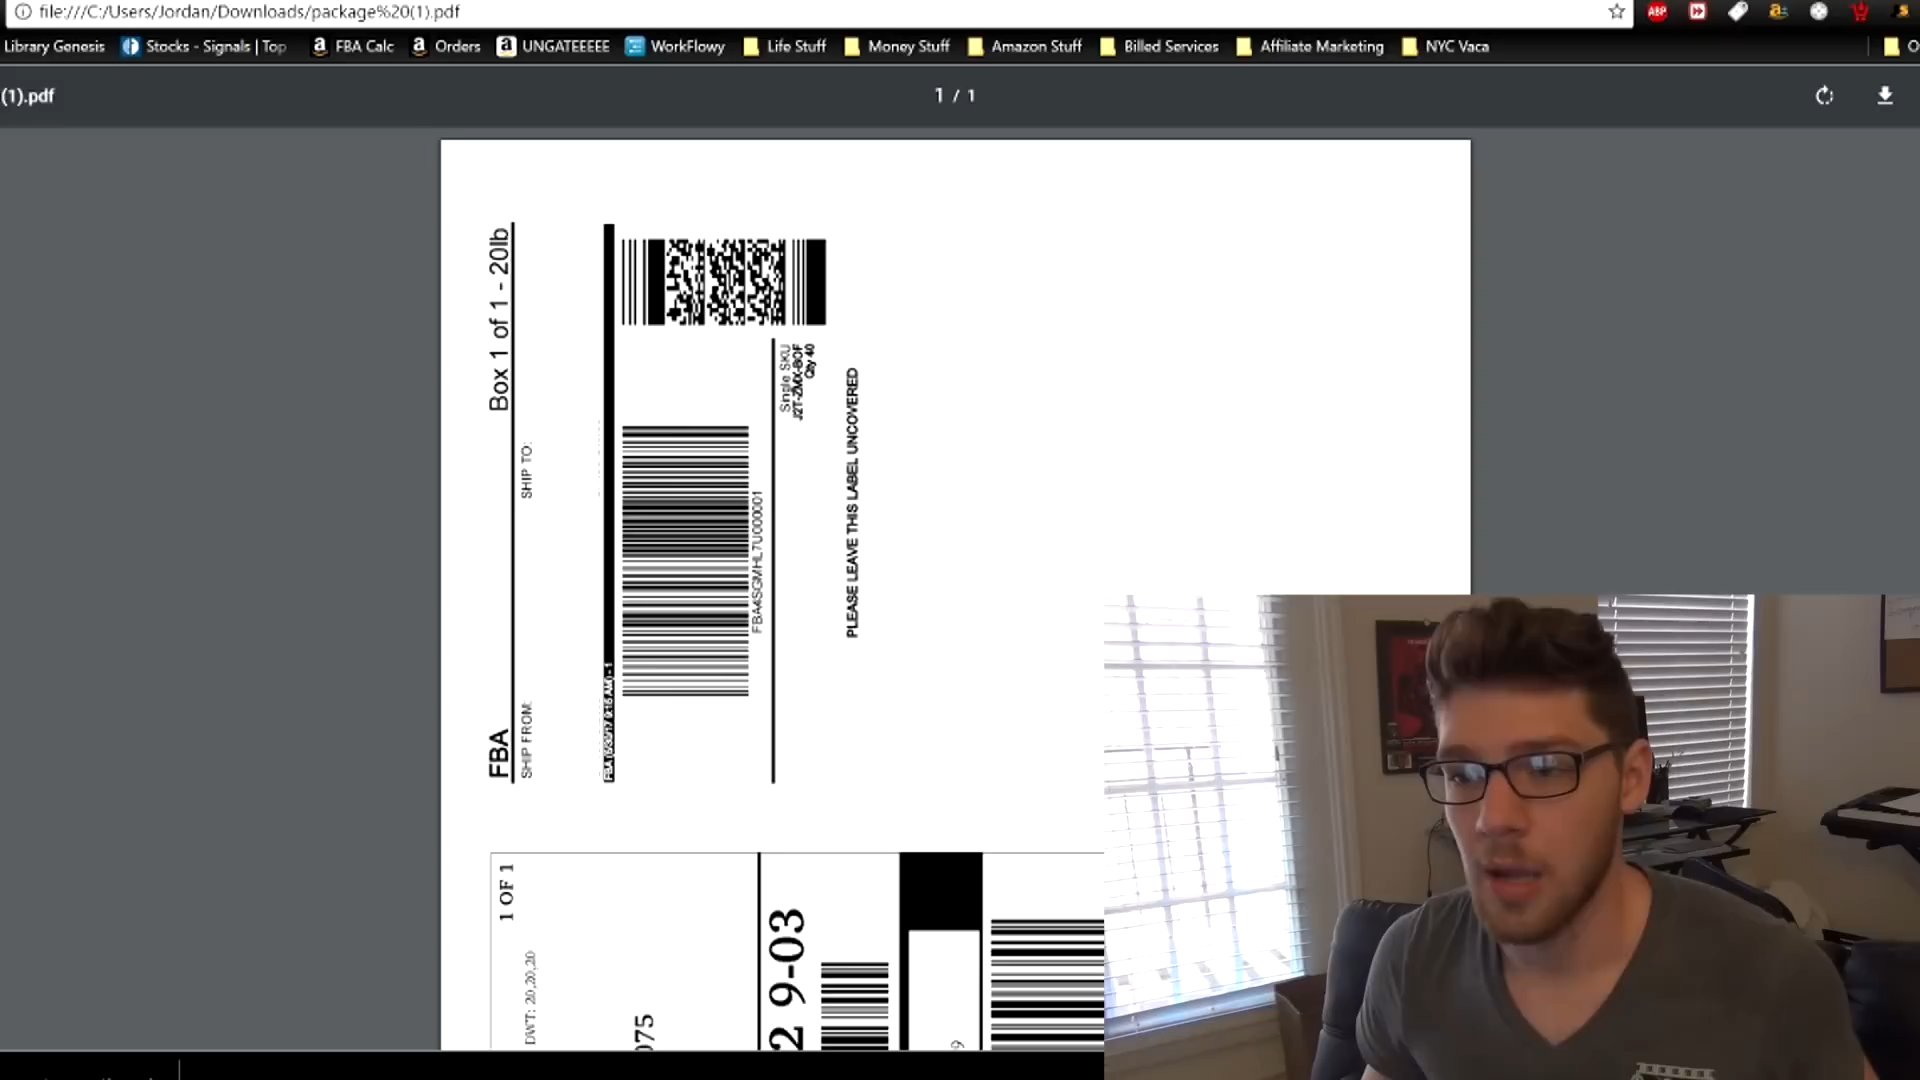 file:///C:/Users/Jordan/Downloads/package%20(1).pdf
ABP
Library Genesis
Stocks - Signals | Top
FBA Calc
Orders
UNGATEEEEE
WorkFlowy
Life Stuff
Money Stuff
Amazon Stuff
Billed Services
Affiliate Marketing
NYC Vaca
(1).pdf
1 / 1
FBA
Box 1 of 1 - 20lb
SHIP FROM:
SHIP TO:
FBA4SGMHL7U000001
Single SKU
Qty 40
PLEASE LEAVE THIS LABEL UNCOVERED
1 OF 1
DWT: 20,20,20
2 9-03